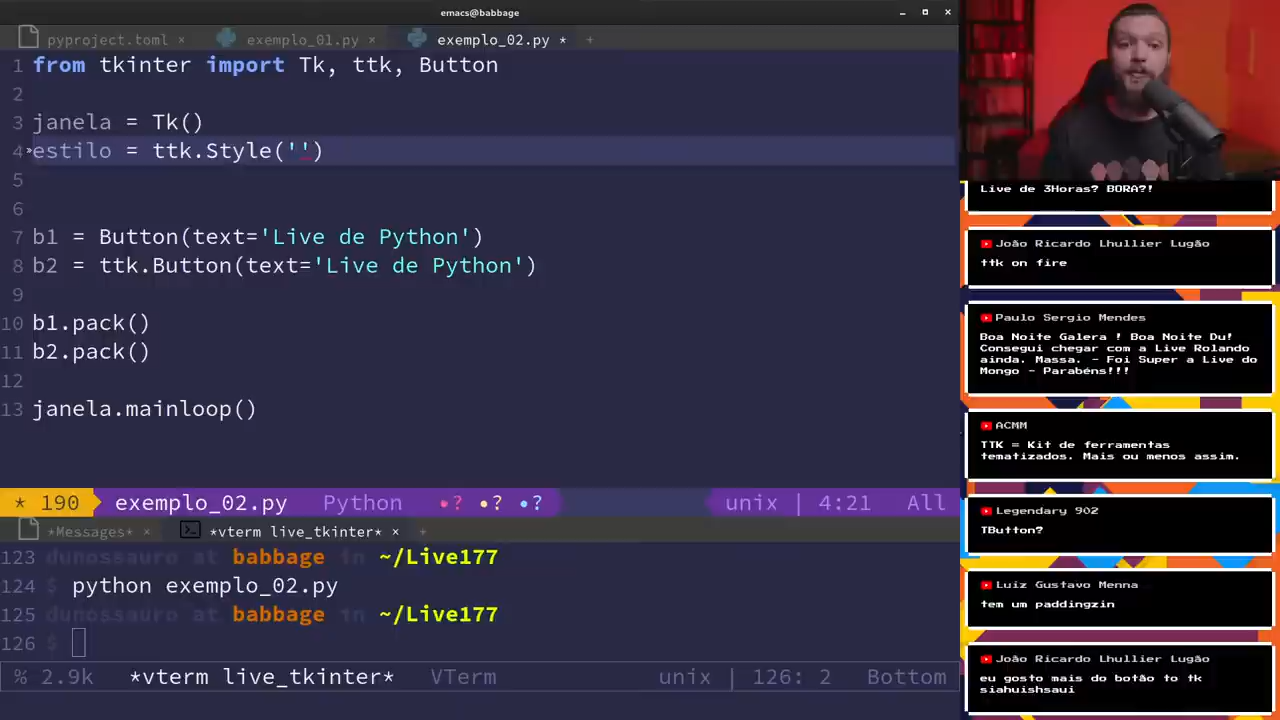 emacs@babbage
pyproject.toml × exemplo_01.py × exemplo_02.py * +
1 from tkinter import Tk, ttk, Button
2
3 janela = Tk()
4 estilo = ttk.Style('')
5
6
7 b1 = Button(text='Live de Python')
8 b2 = ttk.Button(text='Live de Python')
9
10 b1.pack()
11 b2.pack()
12
13 janela.mainloop()
* 190 exemplo_02.py Python •? •? •? unix | 4:21 All
*Messages* × *vterm live_tkinter* × +
123 dunossauro at babbage in ~/Live177
124 $ python exemplo_02.py
125 dunossauro at babbage in ~/Live177
126 $
% 2.9k *vterm live_tkinter* VTerm unix | 126: 2 Bottom
Live de 3Horas? BORA?!
João Ricardo Lhullier Lugão
ttk on fire
Paulo Sergio Mendes
Boa Noite Galera ! Boa Noite Du!
Consegui chegar com a Live Rolando
ainda. Massa. - Foi Super a Live do
Mongo - Parabéns!!!
ACMM
TTK = Kit de ferramentas
tematizados. Mais ou menos assim.
Legendary 902
TButton?
Luiz Gustavo Menna
tem um paddingzin
João Ricardo Lhullier Lugão
eu gosto mais do botão to tk
siahuishsaui